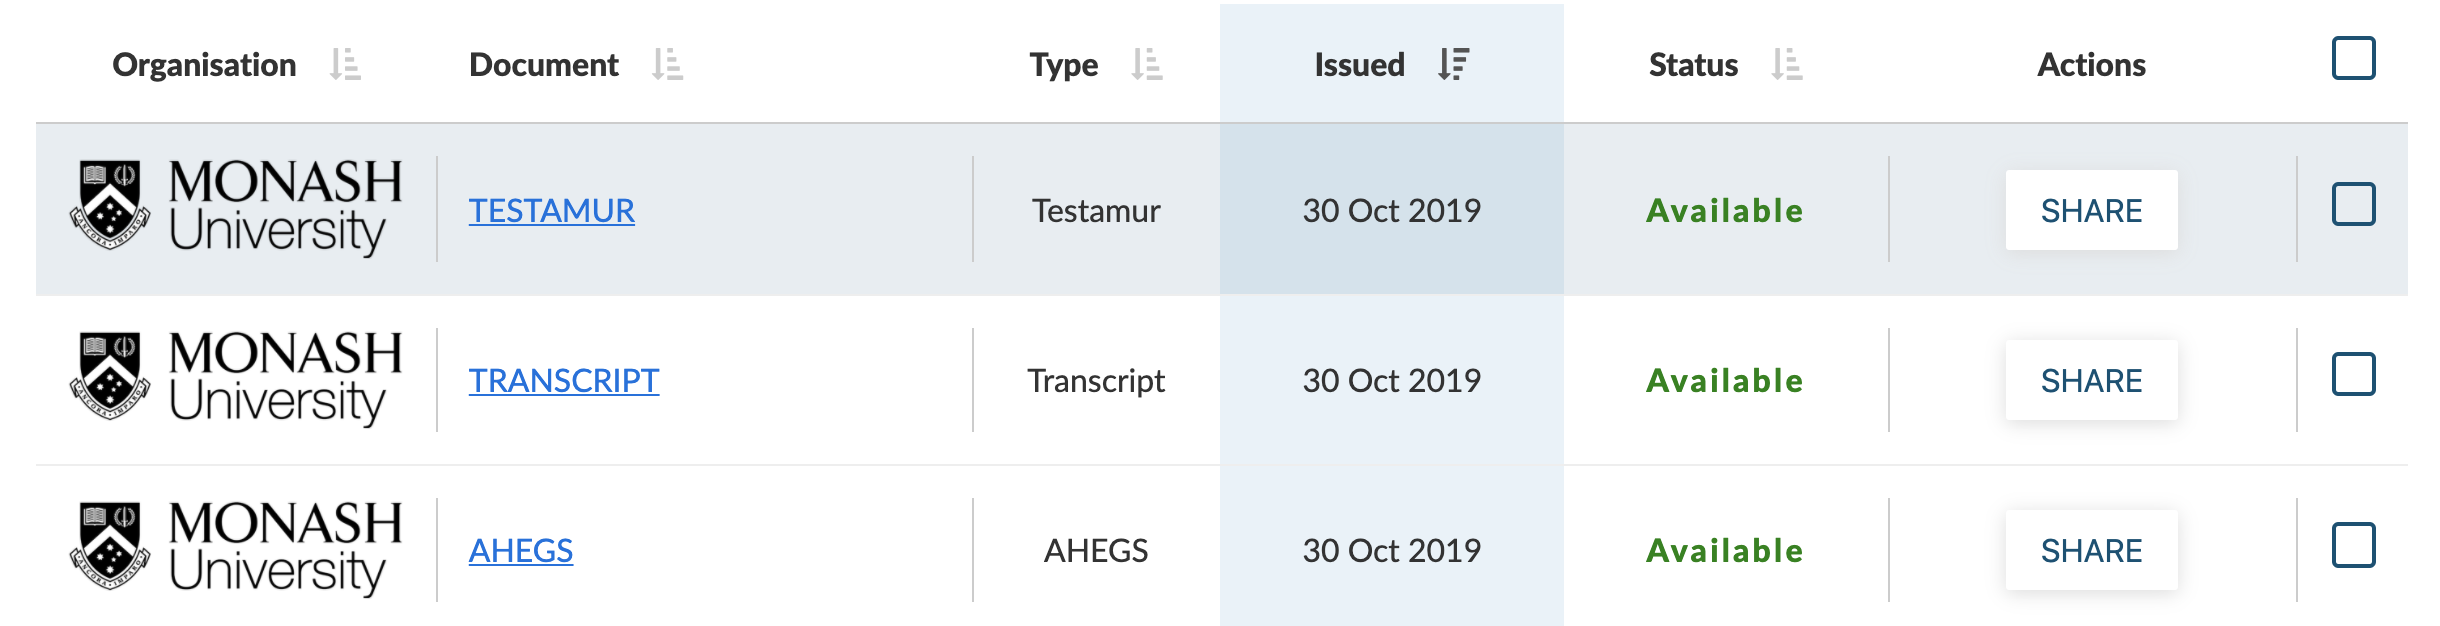 Organisation Document Type Issued Status Actions
MONASH University TESTAMUR Testamur 30 Oct 2019 Available SHARE
MONASH University TRANSCRIPT Transcript 30 Oct 2019 Available SHARE
MONASH University AHEGS AHEGS 30 Oct 2019 Available SHARE